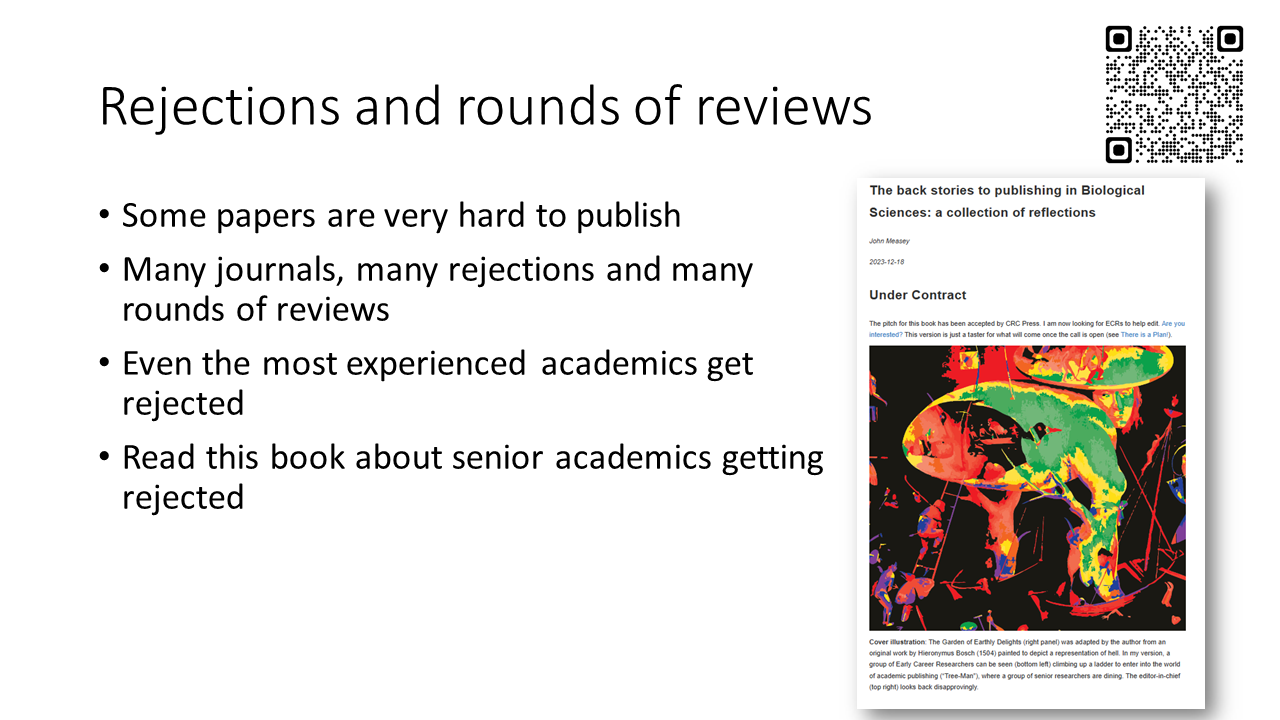 Rejections and rounds of reviews
• Some papers are very hard to publish
• Many journals, many rejections and many
rounds of reviews
• Even the most experienced academics get
rejected
• Read this book about senior academics getting
rejected
The back stories to publishing in Biological
Sciences: a collection of reflections
John Measey
2023-12-18
Under Contract
The pitch for this book has been accepted by CRC Press. I am now looking for ECRs to help edit. Are you
interested? This version is just a taster for what will come once the call is open (see There is a Plan!).
Cover illustration: The Garden of Earthly Delights (right panel) was adapted by the author from an
original work by Hieronymus Bosch (1504) painted to depict a representation of hell. In my version, a
group of Early Career Researchers can be seen (bottom left) climbing up a ladder to enter into the world
of academic publishing ("Tree-Man"), where a group of senior researchers are dining. The editor-in-chief
(top right) looks back disapprovingly.